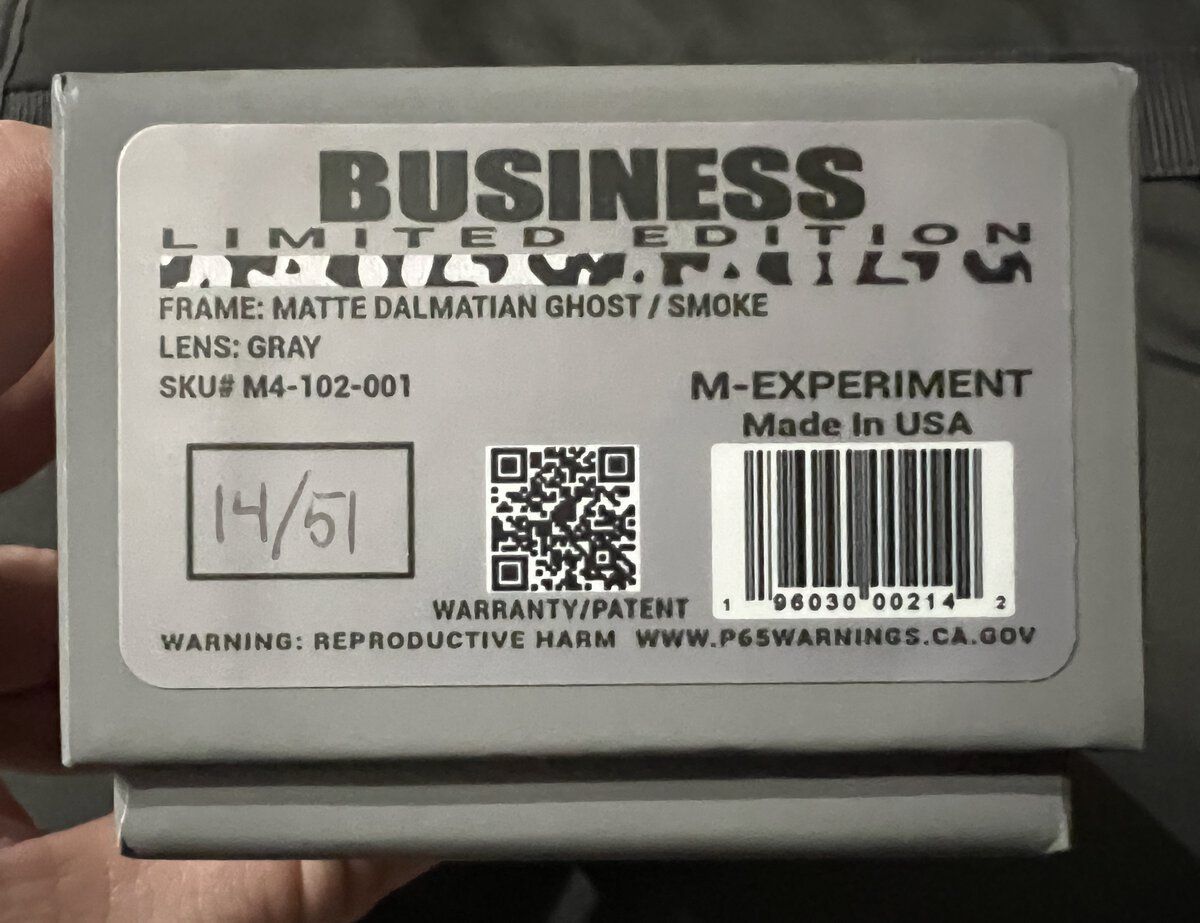 BUSINESS
LIMITED EDITION
FRAME: MATTE DALMATIAN GHOST / SMOKE
LENS: GRAY
SKU# M4-102-001
M-EXPERIMENT
Made In USA
14/51
1 96030 00214 2
WARRANTY/PATENT
WARNING: REPRODUCTIVE HARM WWW.P65WARNINGS.CA.GOV